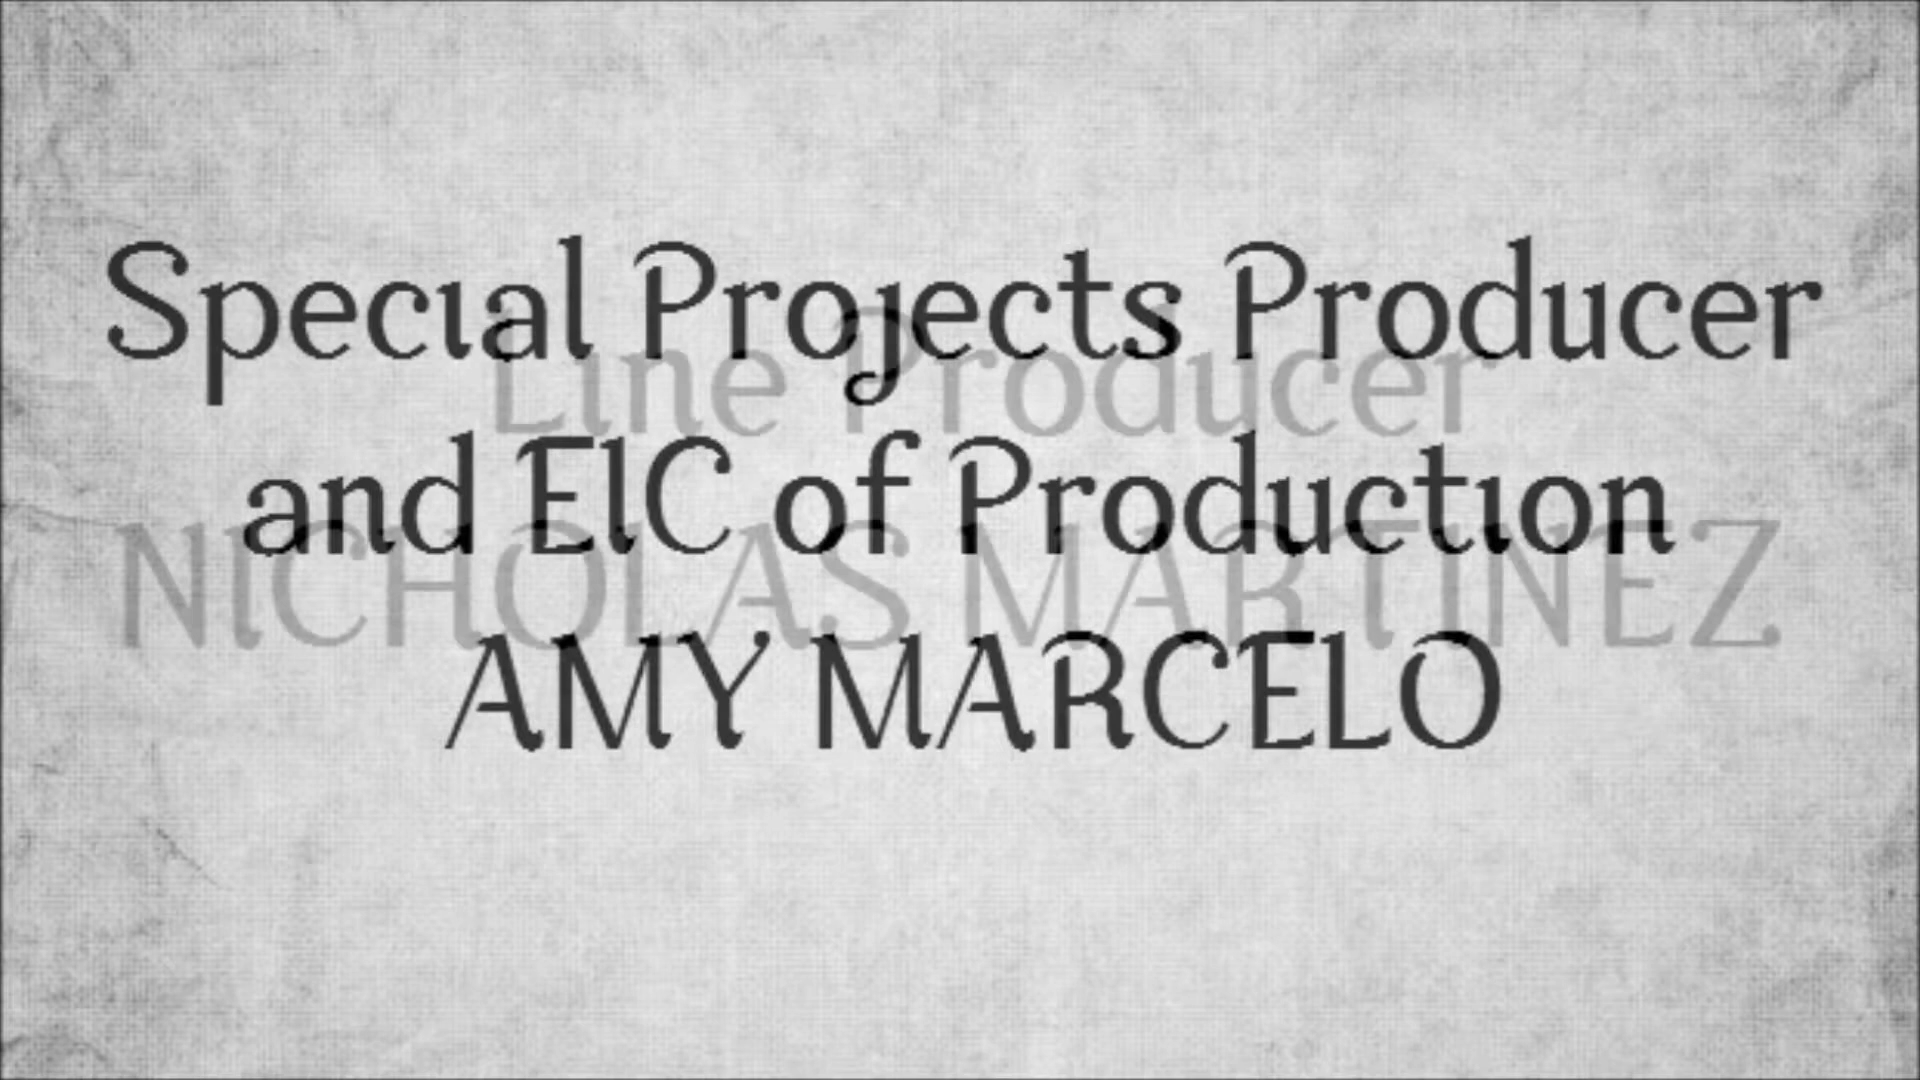 Special Projects Producer
and EIC of Production
AMY MARCELO
Line Producer
NICHOLAS MARTINEZ